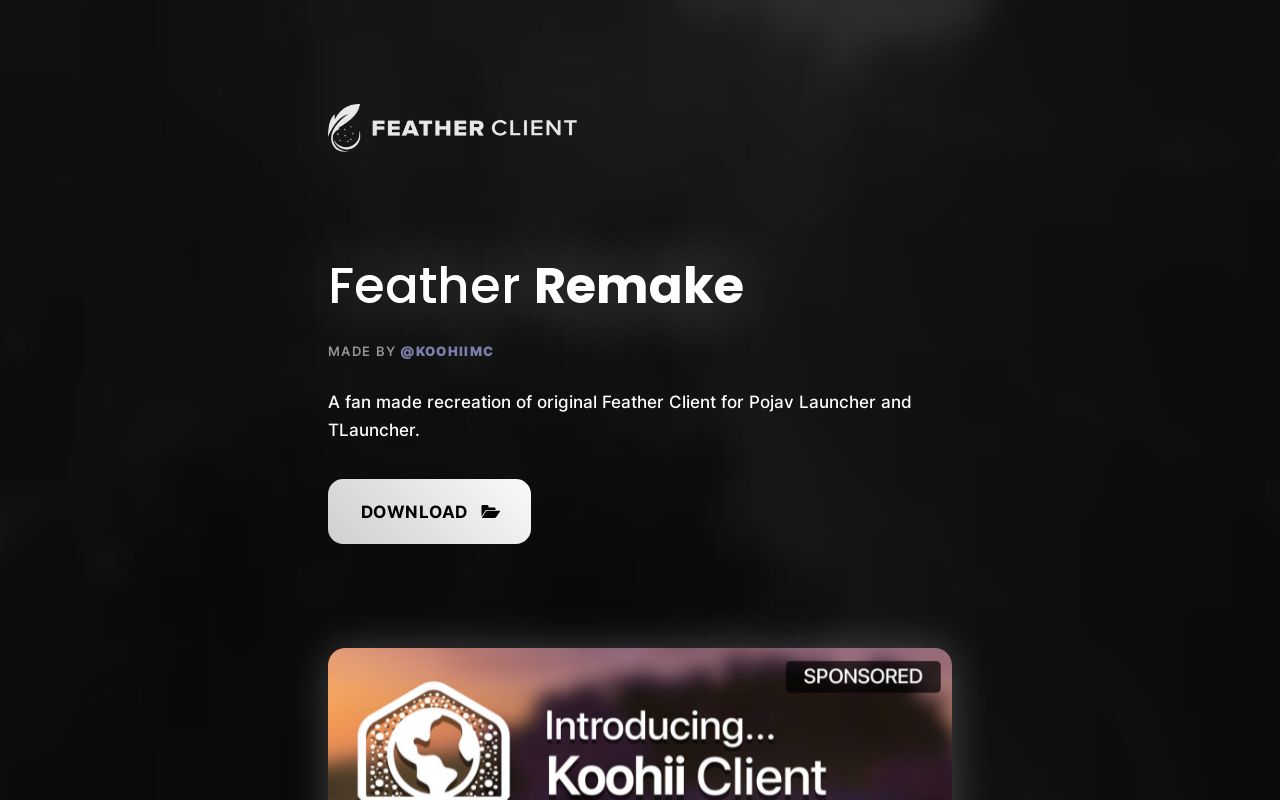 FEATHER CLIENT
Feather Remake
MADE BY @KOOHIIMC
A fan made recreation of original Feather Client for Pojav Launcher and
TLauncher.
DOWNLOAD
SPONSORED
Introducing...
Koohii Client